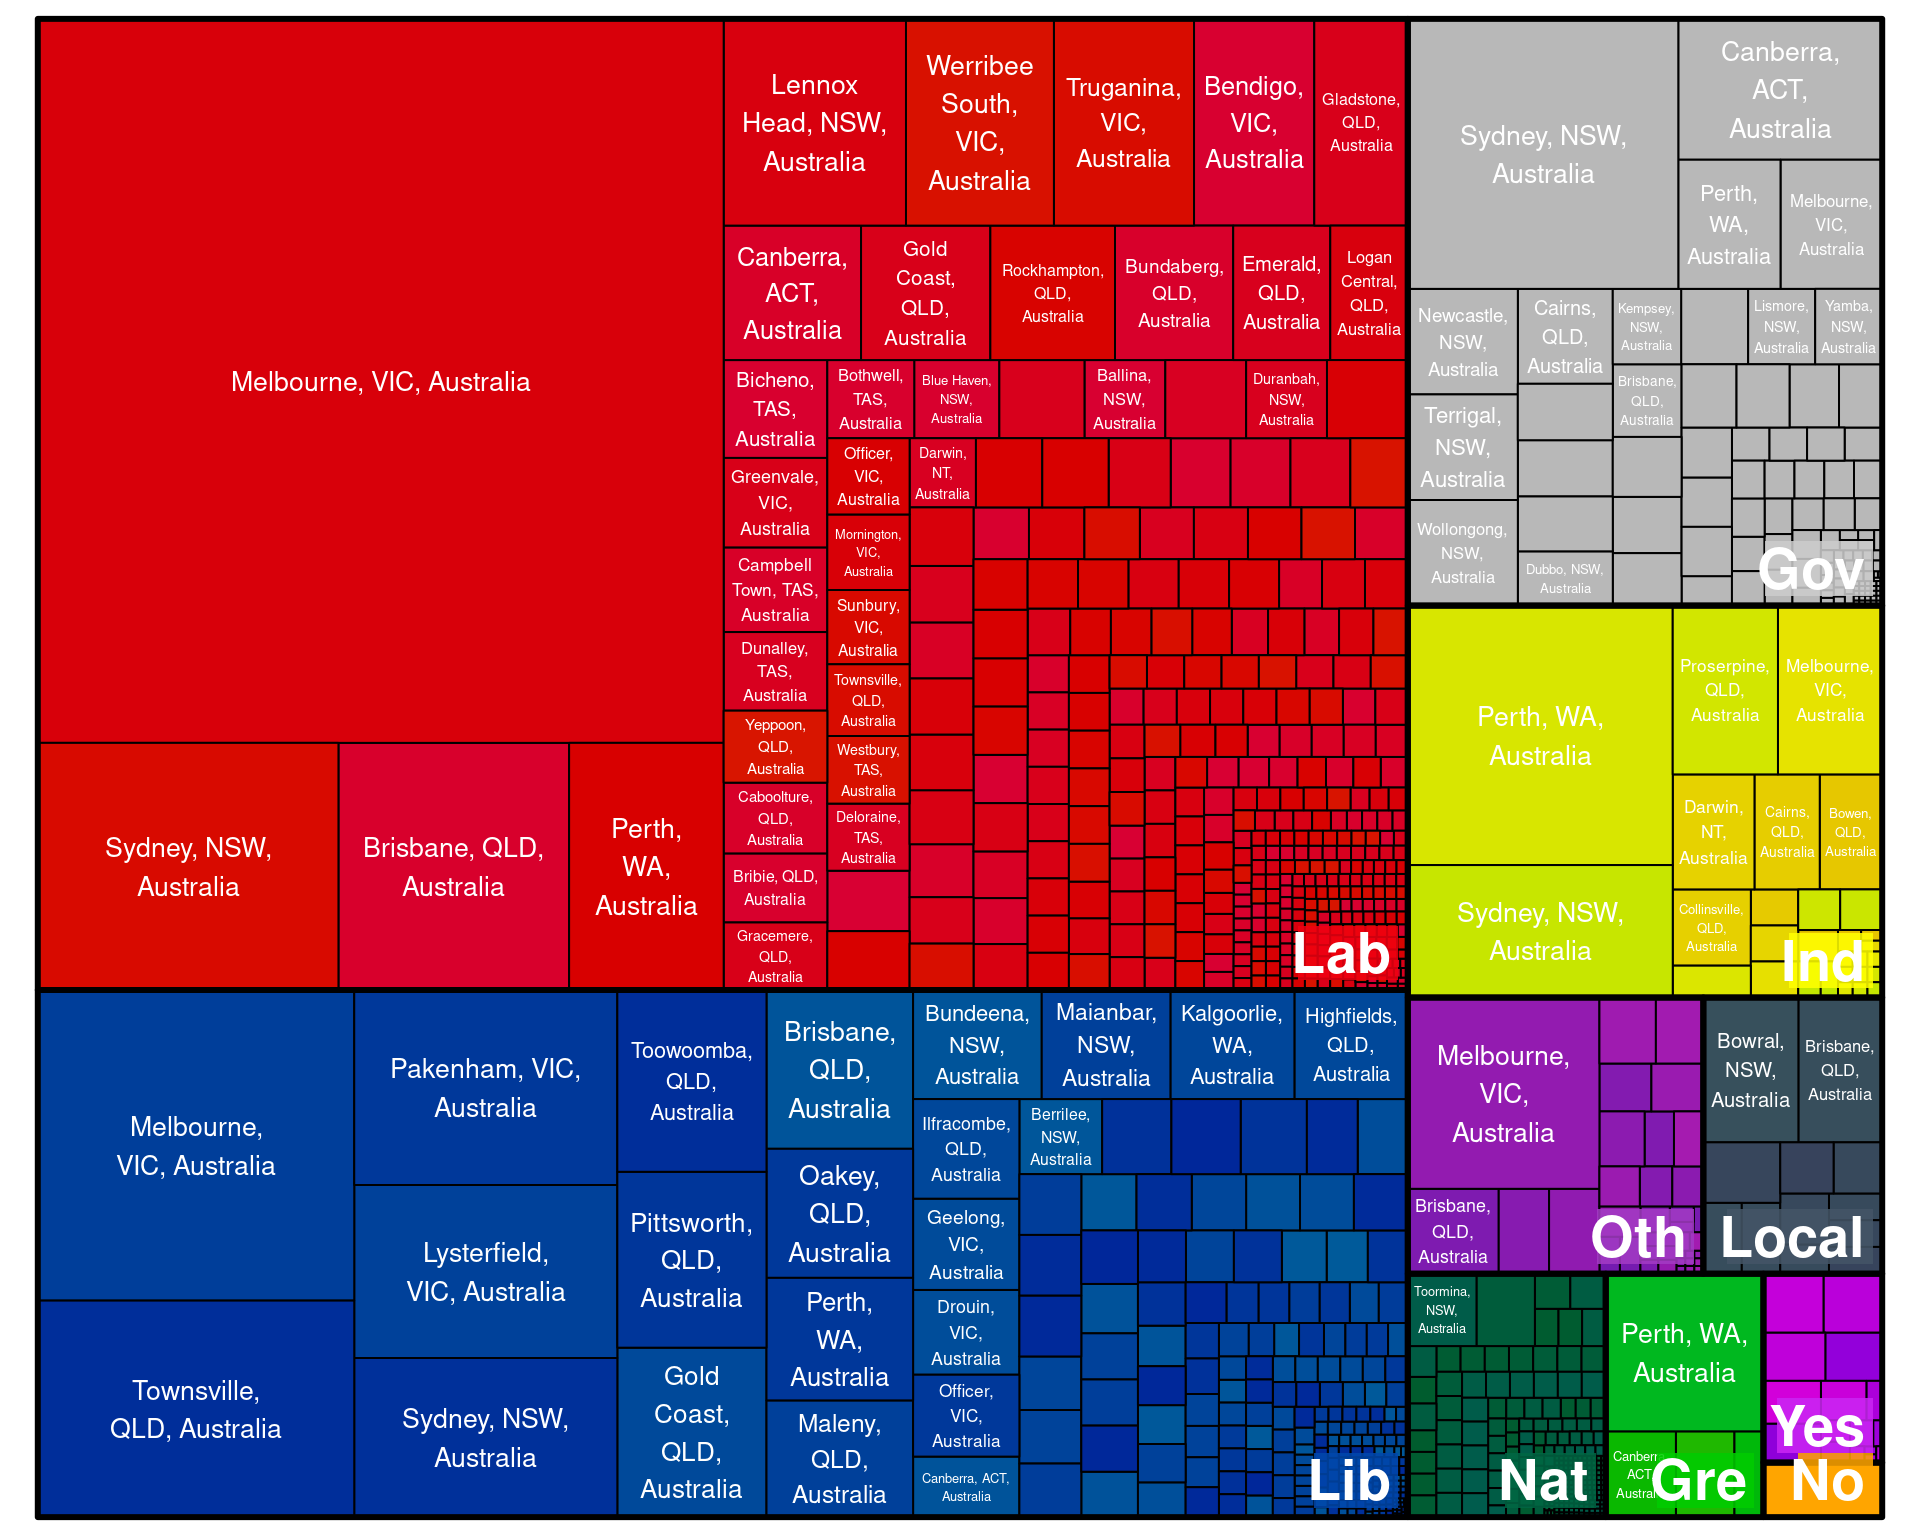 Melbourne, VIC, Australia
Sydney, NSW,
Australia
Brisbane, QLD,
Australia
Perth,
WA,
Australia
Lennox
Head, NSW,
Australia
Werribee
South,
VIC,
Australia
Truganina,
VIC,
Australia
Bendigo,
VIC,
Australia
Gladstone,
QLD,
Australia
Canberra,
ACT,
Australia
Gold
Coast,
QLD,
Australia
Rockhampton,
QLD,
Australia
Bundaberg,
QLD,
Australia
Emerald,
QLD,
Australia
Logan
Central,
QLD,
Australia
Bicheno,
TAS,
Australia
Greenvale,
VIC,
Australia
Campbell
Town, TAS,
Australia
Dunalley,
TAS,
Australia
Yeppoon,
QLD,
Australia
Caboolture,
QLD,
Australia
Bribie, QLD,
Australia
Gracemere,
QLD,
Australia
Bothwell,
TAS,
Australia
Blue Haven,
NSW,
Australia
Ballina,
NSW,
Australia
Duranbah,
NSW,
Australia
Officer,
VIC,
Australia
Darwin,
NT,
Australia
Mornington,
VIC,
Australia
Sunbury,
VIC,
Australia
Townsville,
QLD,
Australia
Westbury,
TAS,
Australia
Deloraine,
TAS,
Australia
Lab
Sydney, NSW,
Australia
Canberra,
ACT,
Australia
Perth,
WA,
Australia
Melbourne,
VIC,
Australia
Newcastle,
NSW,
Australia
Terrigal,
NSW,
Australia
Wollongong,
NSW,
Australia
Cairns,
QLD,
Australia
Dubbo, NSW,
Australia
Kempsey,
NSW,
Australia
Brisbane,
QLD,
Australia
Lismore,
NSW,
Australia
Yamba,
NSW,
Australia
Gov
Perth, WA,
Australia
Sydney, NSW,
Australia
Proserpine,
QLD,
Australia
Melbourne,
VIC,
Australia
Darwin,
NT,
Australia
Cairns,
QLD,
Australia
Bowen,
QLD,
Australia
Collinsville,
QLD,
Australia
Ind
Melbourne,
VIC, Australia
Townsville,
QLD, Australia
Pakenham, VIC,
Australia
Lysterfield,
VIC, Australia
Sydney, NSW,
Australia
Toowoomba,
QLD,
Australia
Pittsworth,
QLD,
Australia
Gold
Coast,
QLD,
Australia
Brisbane,
QLD,
Australia
Oakey,
QLD,
Australia
Perth,
WA,
Australia
Maleny,
QLD,
Australia
Bundeena,
NSW,
Australia
Maianbar,
NSW,
Australia
Kalgoorlie,
WA,
Australia
Highfields,
QLD,
Australia
Ilfracombe,
QLD,
Australia
Berrilee,
NSW,
Australia
Geelong,
VIC,
Australia
Drouin,
VIC,
Australia
Officer,
VIC,
Australia
Canberra, ACT,
Australia
Lib
Melbourne,
VIC,
Australia
Brisbane,
QLD,
Australia
Oth
Bowral,
NSW,
Australia
Brisbane,
QLD,
Australia
Local
Toormina,
NSW,
Australia
Nat
Perth, WA,
Australia
ACT
Gre
Yes
No